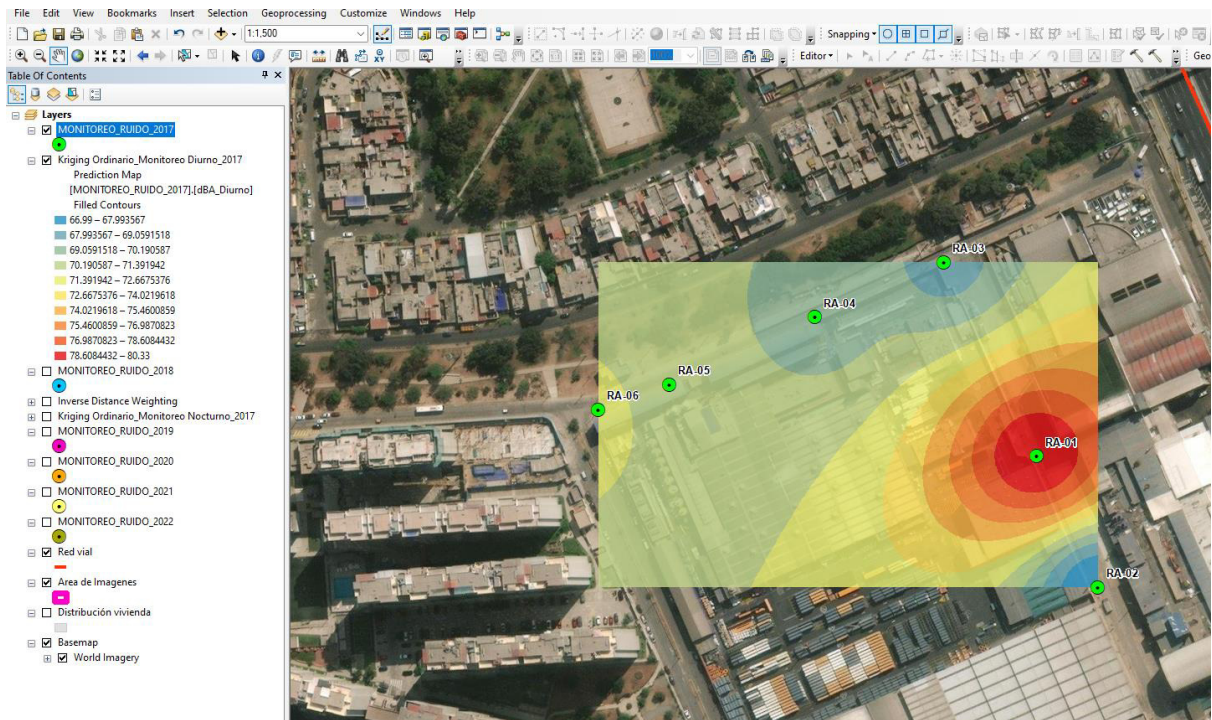 File Edit View Bookmarks Insert Selection Geoprocessing Customize Windows Help
1:1,500
Snapping
Editor
Geo
Table Of Contents
Layers
MONITOREO_RUIDO_2017
Kriging Ordinario_Monitoreo Diurno_2017
Prediction Map
[MONITOREO_RUIDO_2017].[dBA_Diurno]
Filled Contours
66.99 – 67.993567
67.993567 – 69.0591518
69.0591518 – 70.190587
70.190587 – 71.391942
71.391942 – 72.6675376
72.6675376 – 74.0219618
74.0219618 – 75.4600859
75.4600859 – 76.9870823
76.9870823 – 78.6084432
78.6084432 – 80.33
MONITOREO_RUIDO_2018
Inverse Distance Weighting
Kriging Ordinario_Monitoreo Nocturno_2017
MONITOREO_RUIDO_2019
MONITOREO_RUIDO_2020
MONITOREO_RUIDO_2021
MONITOREO_RUIDO_2022
Red vial
Area de Imagenes
Distribución vivienda
Basemap
World Imagery
RA-03
RA-04
RA-05
RA-06
RA-01
RA-02